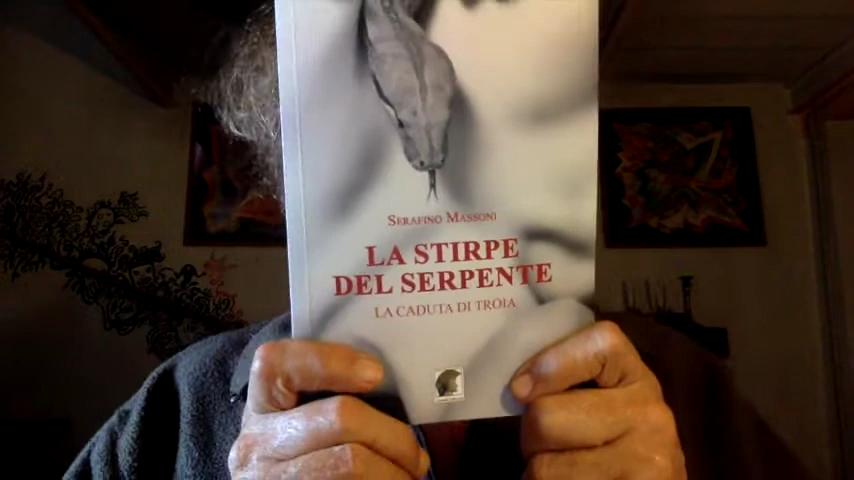 SERAFINO MASSONI
LA STIRPE
DEL SERPENTE
LA CADUTA DI TROIA